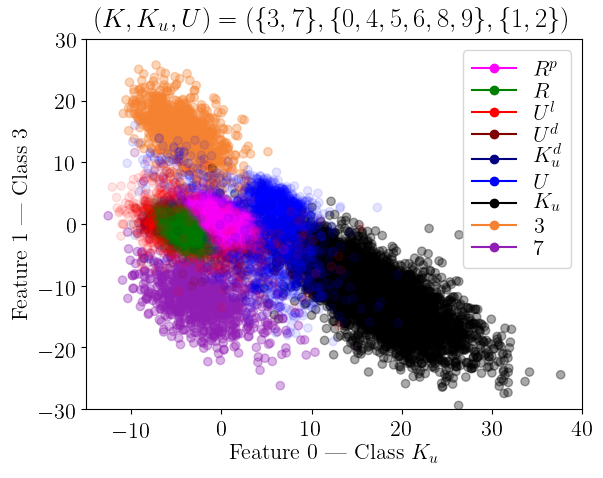 (K, K_u, U) = ({3, 7}, {0, 4, 5, 6, 8, 9}, {1, 2})
30
20
10
0
−10
−20
−30
Feature 1 — Class 3
R^p
R
U^l
U^d
K_u^d
U
K_u
3
7
−10
0
10
20
30
40
Feature 0 — Class K_u